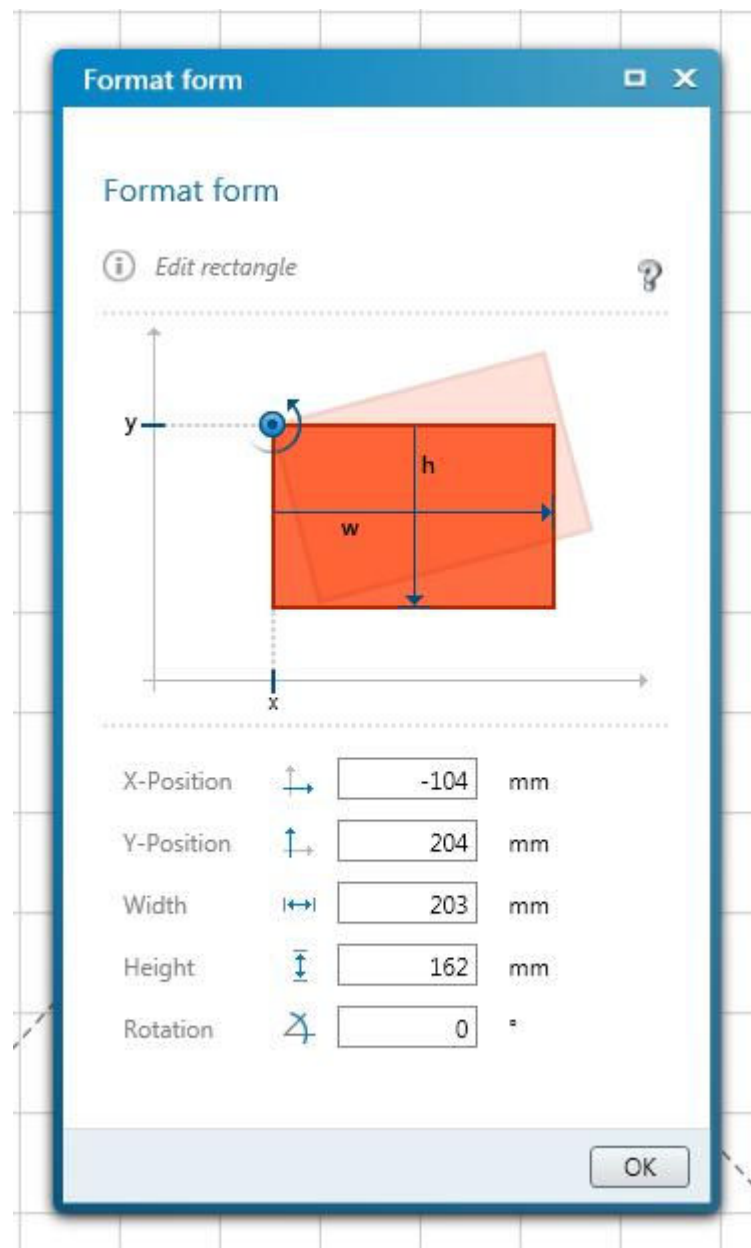 Format form
Format form
Edit rectangle
y
h
w
x
X-Position -104 mm
Y-Position 204 mm
Width 203 mm
Height 162 mm
Rotation 0 °
OK